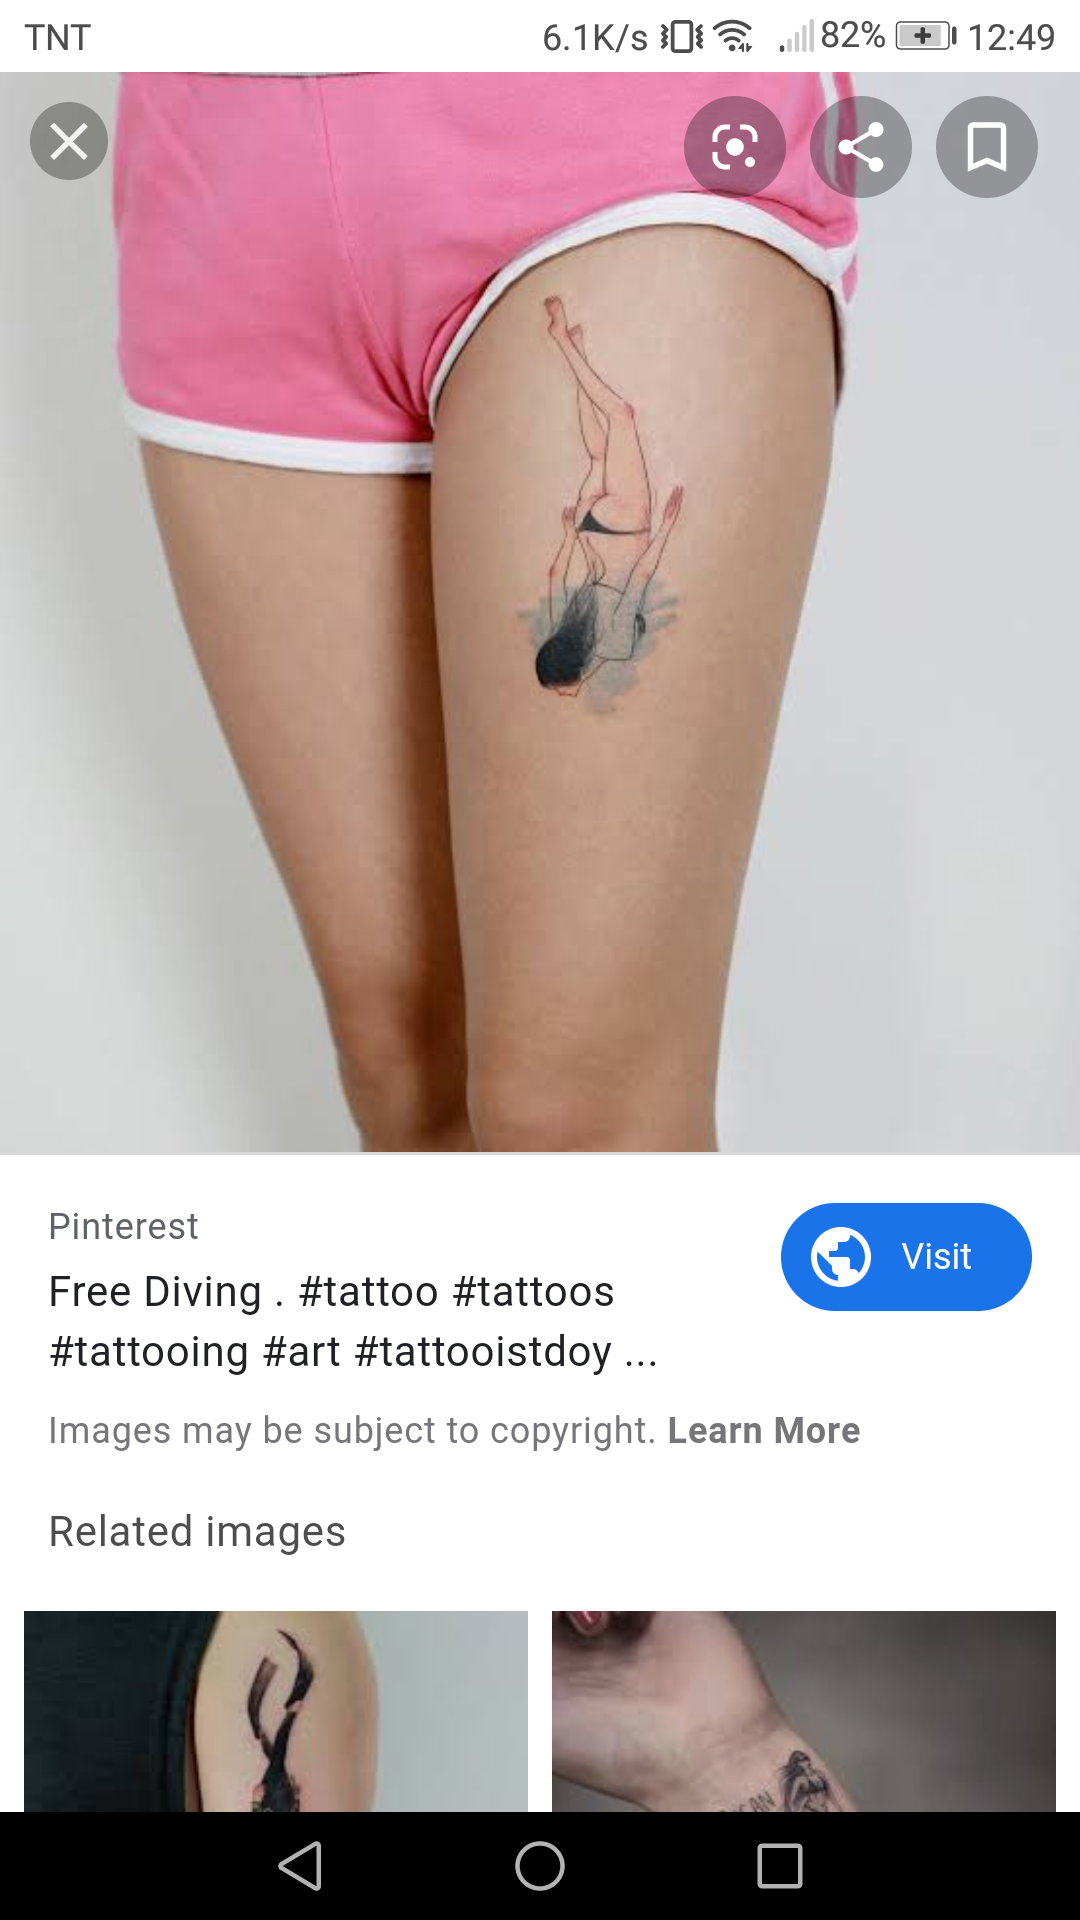 TNT 6.1K/s 82% 12:49
Pinterest
Visit
Free Diving . #tattoo #tattoos
#tattooing #art #tattooistdoy ...
Images may be subject to copyright. Learn More
Related images